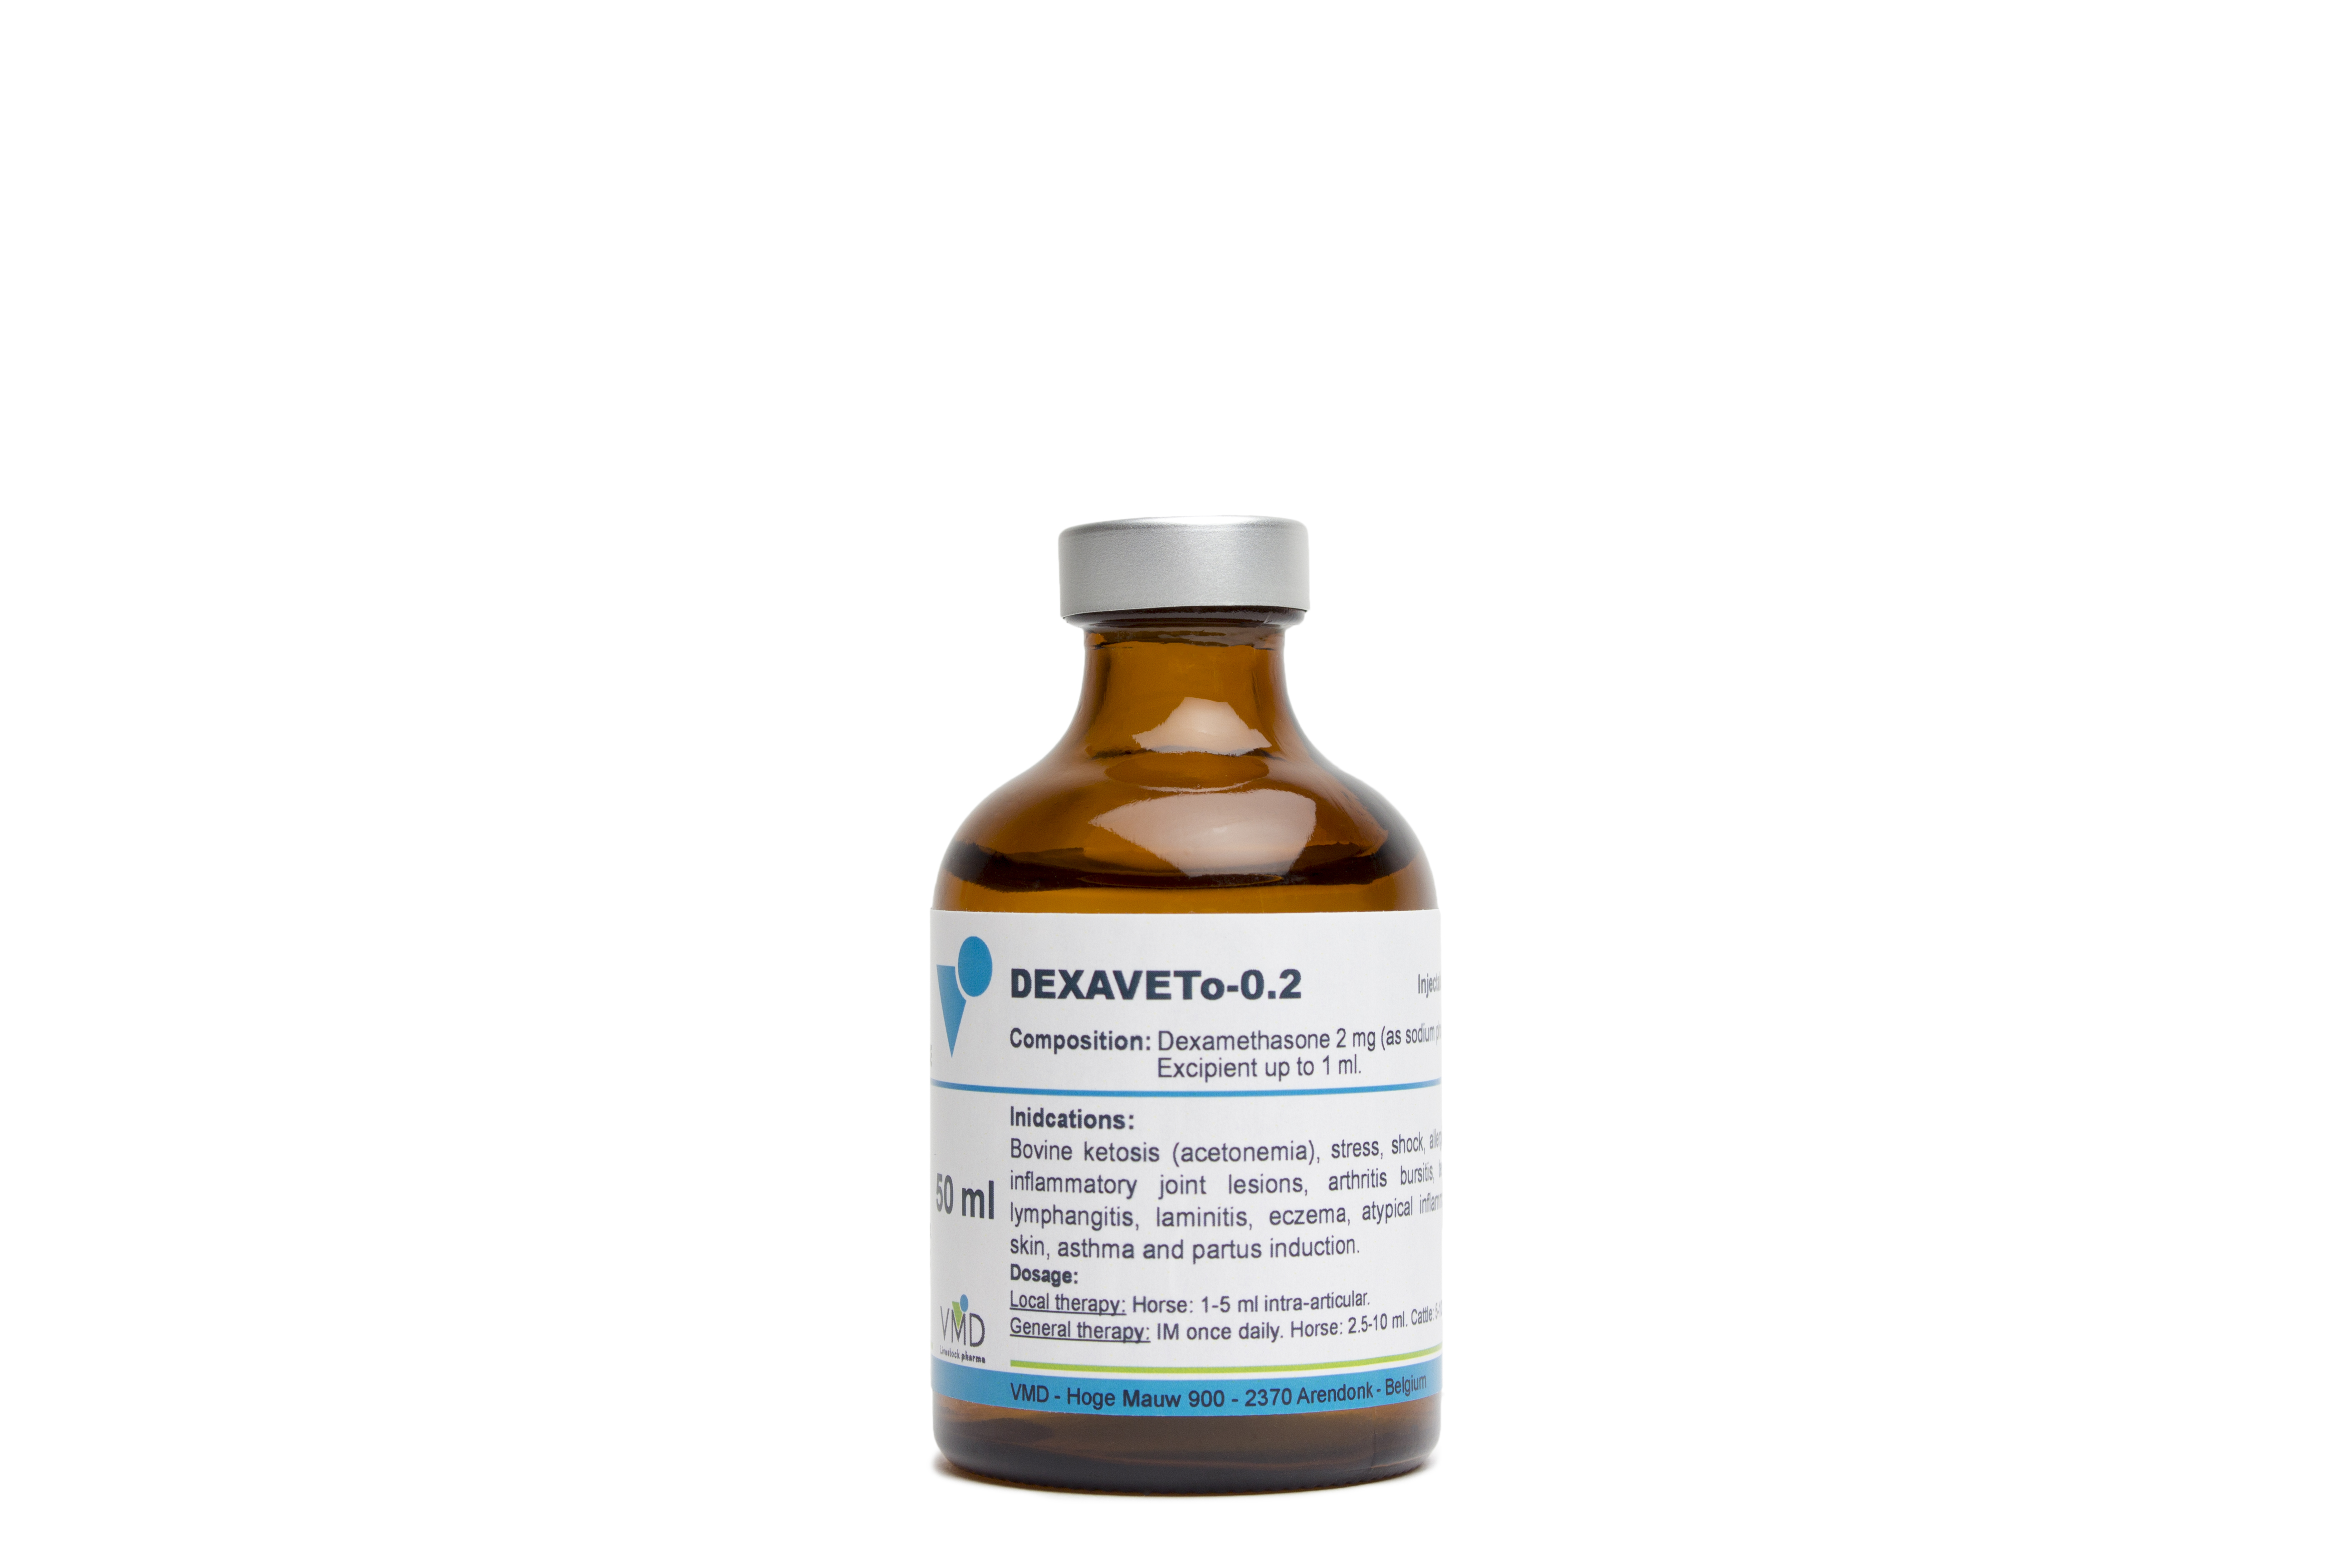 DEXAVETo-0.2
Composition: Dexamethasone 2 mg (as sodium
Excipient up to 1 ml.
Inidcations:
Bovine ketosis (acetonemia), stress, shock,
inflammatory joint lesions, arthritis bursitis,
lymphangitis, laminitis, eczema, atypical
skin, asthma and partus induction.
Dosage:
Local therapy: Horse: 1-5 ml intra-articular.
General therapy: IM once daily. Horse: 2.5-10 ml. Cattle:
50 ml
VMD
Livestock pharma
VMD - Hoge Mauw 900 - 2370 Arendonk - Belgium